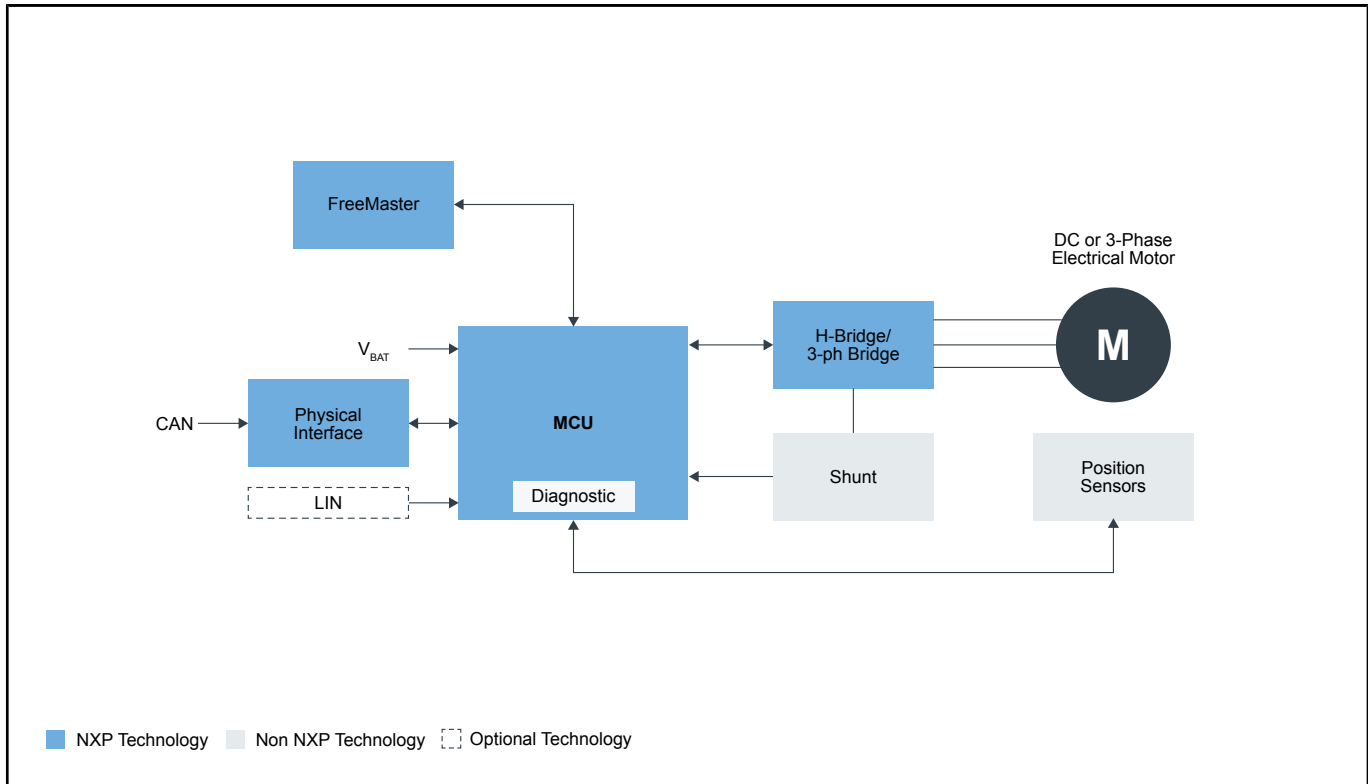 FreeMaster
DC or 3-Phase
Electrical Motor
M
H-Bridge/
3-ph Bridge
VBAT
CAN
Physical
Interface
MCU
Shunt
Position
Sensors
LIN
Diagnostic
NXP Technology
Non NXP Technology
Optional Technology